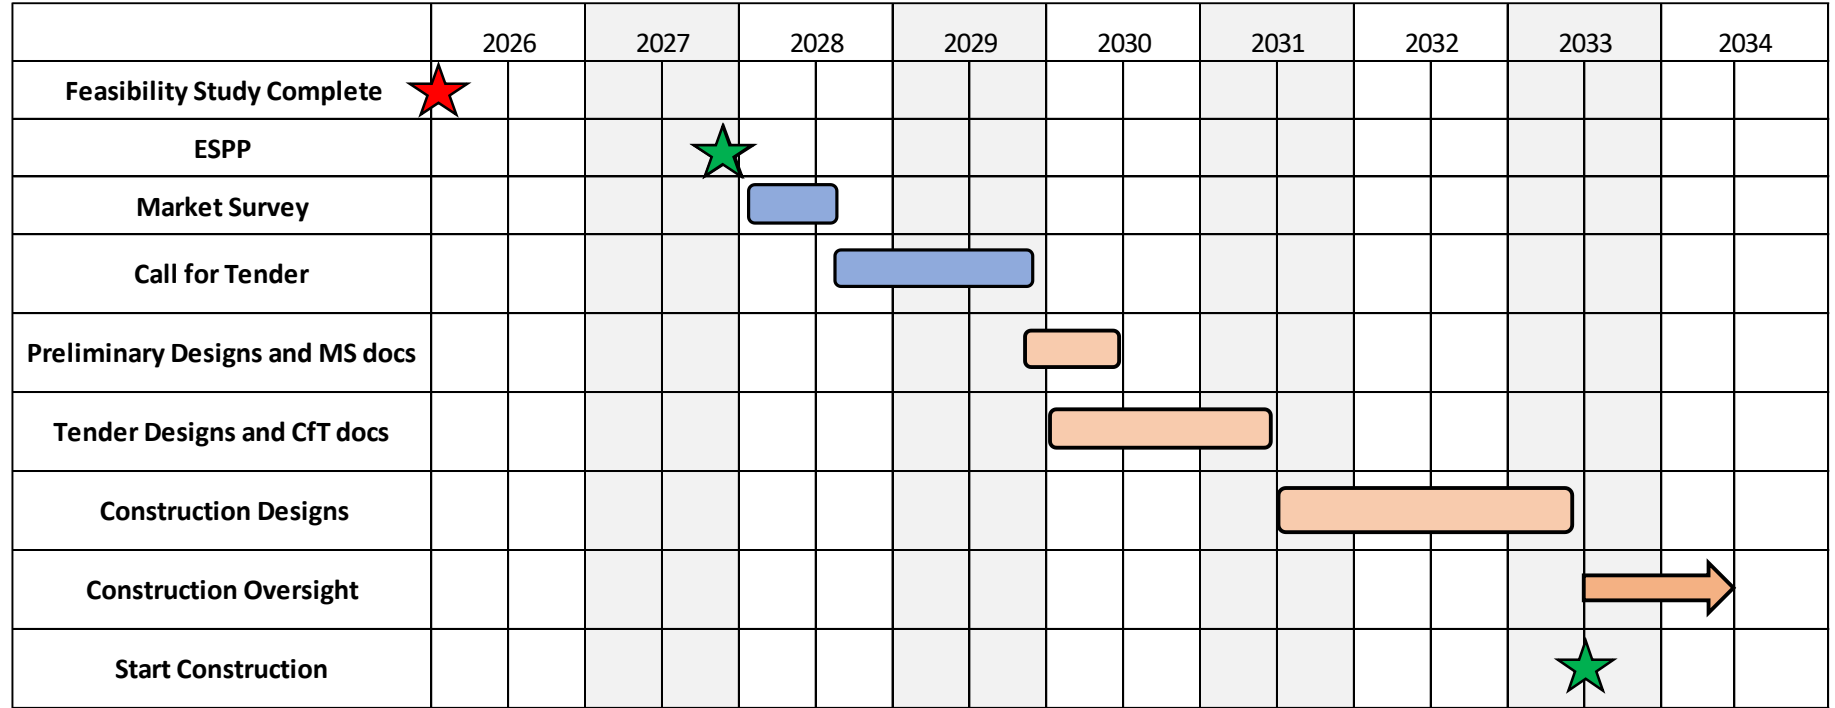 2026 2027 2028 2029 2030 2031 2032 2033 2034
Feasibility Study Complete
ESPP
Market Survey
Call for Tender
Preliminary Designs and MS docs
Tender Designs and CfT docs
Construction Designs
Construction Oversight
Start Construction